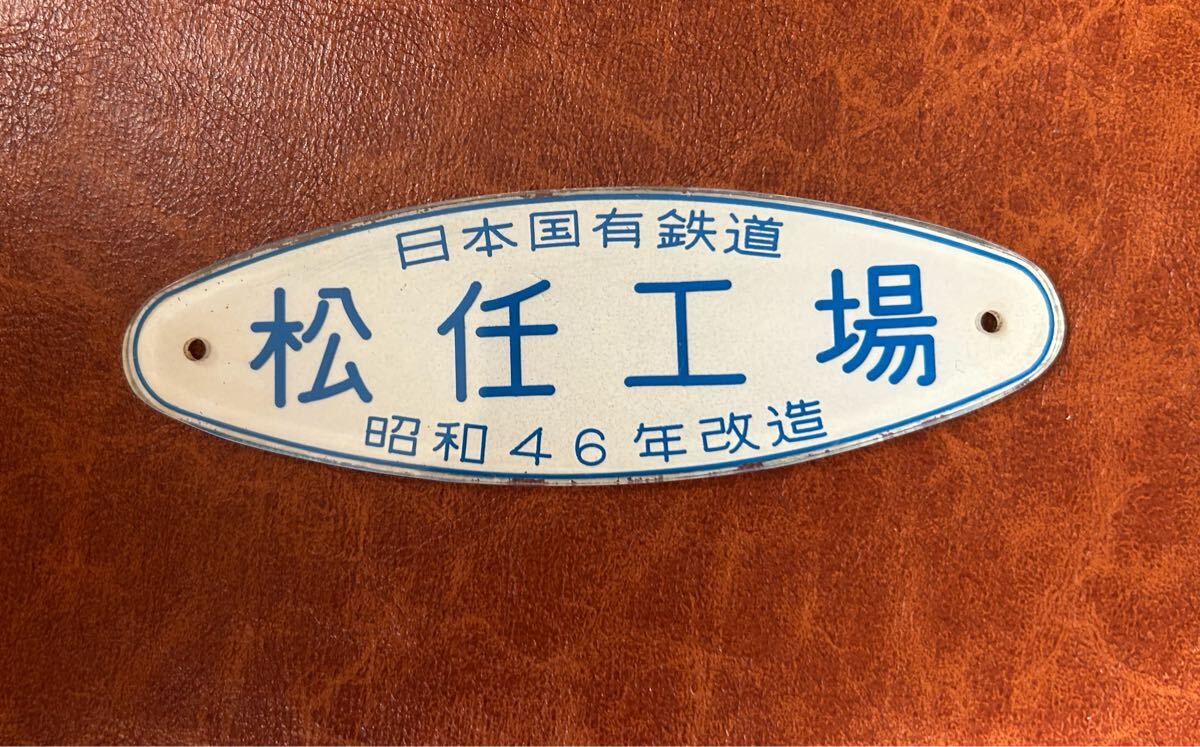 日本国有鉄道
松任工場
昭和46年改造